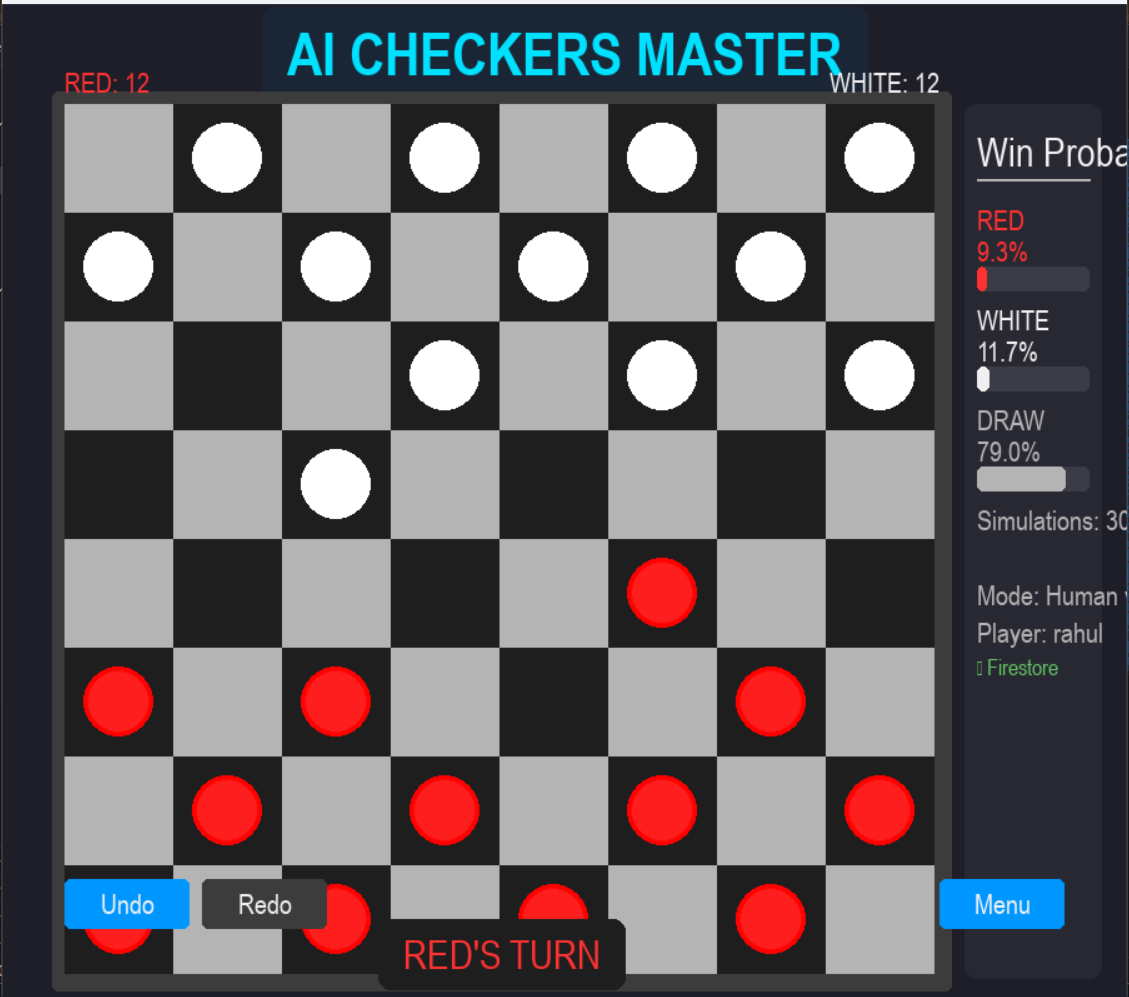 AI CHECKERS MASTER
RED: 12
WHITE: 12
Win Proba
RED
9.3%
WHITE
11.7%
DRAW
79.0%
Simulations: 30
Mode: Human
Player: rahul
Firestore
Undo
Redo
Menu
RED'S TURN